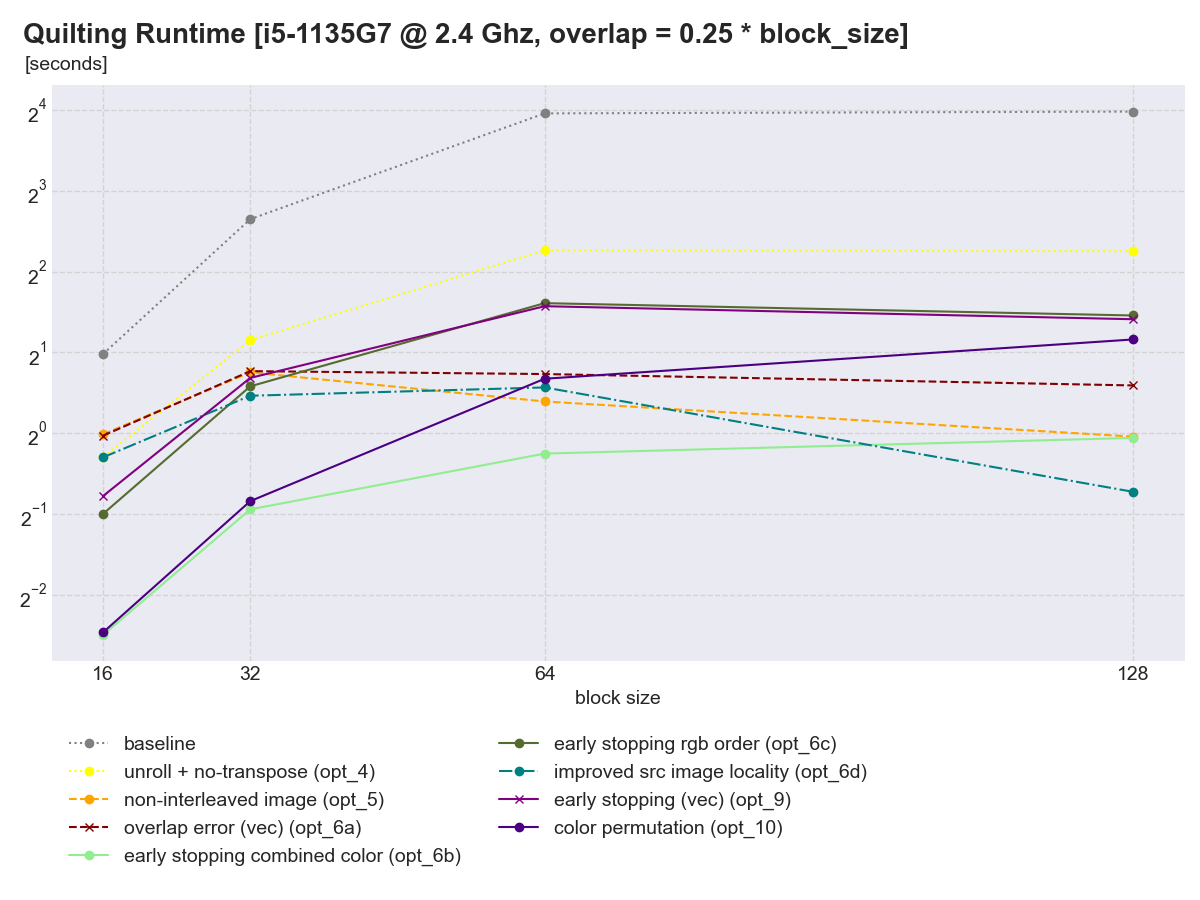 Quilting Runtime [i5-1135G7 @ 2.4 Ghz, overlap = 0.25 * block_size]
[seconds]
2^4
2^3
2^2
2^1
2^0
2^−1
2^−2
16 32 64 128
block size
baseline
unroll + no-transpose (opt_4)
non-interleaved image (opt_5)
overlap error (vec) (opt_6a)
early stopping combined color (opt_6b)
early stopping rgb order (opt_6c)
improved src image locality (opt_6d)
early stopping (vec) (opt_9)
color permutation (opt_10)